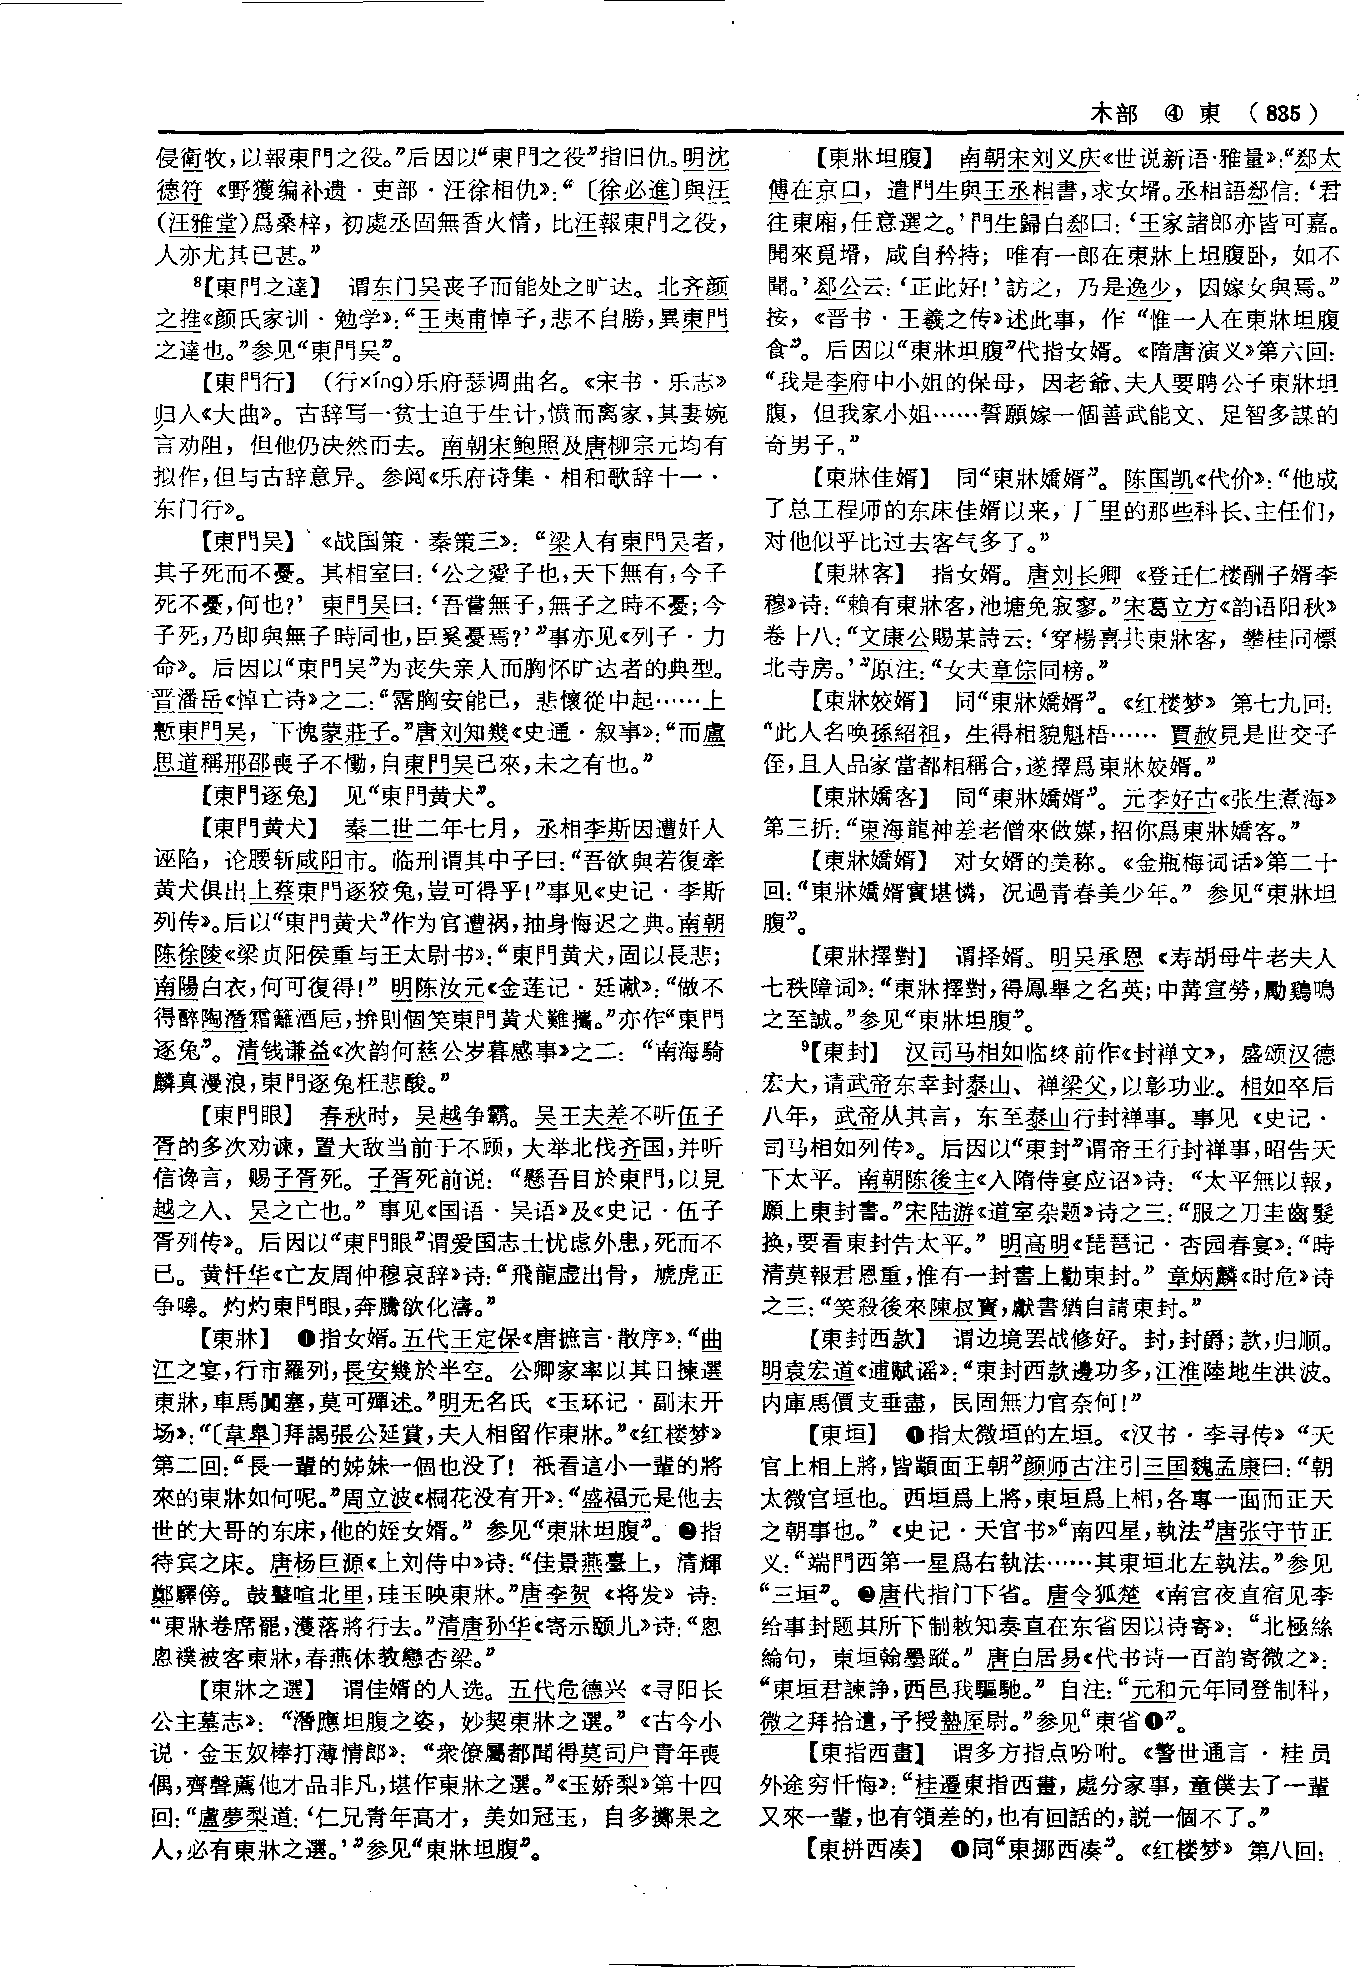 木部 ④ 東 （835）
侵衛牧，以報東門之役。”后因以“東門之役”指旧仇。明沈
德符《野獲编补遗·吏部·汪徐相仇》：“〔徐必進〕與汪
（汪雅堂）爲桑梓，初處丞固無香火情，比汪報東門之役，
人亦尤其已甚。”
⁸【東門之達】 谓东门吴丧子而能处之旷达。北齐颜
之推《颜氏家训·勉学》：“王夷甫悼子，悲不自勝，異東門
之達也。”参见“東門吴”。
【東門行】 （行xíng）乐府瑟调曲名。《宋书·乐志》
归入《大曲》。古辞写一贫士迫于生计，愤而离家，其妻婉
言劝阻，但他仍决然而去。南朝宋鲍照及唐柳宗元均有
拟作，但与古辞意异。参阅《乐府诗集·相和歌辞十一·
东门行》。
【東門吴】 《战国策·秦策三》：“梁人有東門吴者，
其子死而不憂。其相室曰：‘公之愛子也，天下無有，今子
死不憂，何也？’東門吴曰：‘吾嘗無子，無子之時不憂；今
子死，乃即與無子時同也，臣奚憂焉？’”事亦见《列子·力
命》。后因以“東門吴”为丧失亲人而胸怀旷达者的典型。
晋潘岳《悼亡诗》之二：“霑胸安能已，悲懷從中起……上
慙東門吴，下愧蒙莊子。”唐刘知幾《史通·叙事》：“而盧
思道稱邢邵喪子不慟，自東門吴已來，未之有也。”
【東門逐兔】 见“東門黄犬”。
【東門黄犬】 秦二世二年七月，丞相李斯因遭奸人
诬陷，论腰斩咸阳市。临刑谓其中子曰：“吾欲與若復牽
黄犬俱出上蔡東門逐狡兔，豈可得乎！”事见《史记·李斯
列传》。后以“東門黄犬”作为官遭祸，抽身悔迟之典。南朝
陈徐陵《梁贞阳侯重与王太尉书》：“東門黄犬，固以長悲；
南陽白衣，何可復得！”明陈汝元《金莲记·廷谳》：“做不
得醉陶潛霜籬酒巵，拚則個笑東門黄犬難攜。”亦作“東門
逐兔”。清钱谦益《次韵何慈公岁暮感事》之二：“南海騎
麟真漫浪，東門逐兔枉悲酸。”
【東門眼】 春秋时，吴越争霸。吴王夫差不听伍子
胥的多次劝谏，置大敌当前于不顾，大举北伐齐国，并听
信谗言，赐子胥死。子胥死前说：“懸吾目於東門，以見
越之入、吴之亡也。”事见《国语·吴语》及《史记·伍子
胥列传》。后因以“東門眼”谓爱国志士忧虑外患，死而不
已。黄忏华《亡友周仲穆哀辞》诗：“飛龍虚出骨，虓虎正
争嘷。灼灼東門眼，奔騰欲化濤。”
【東牀】 ❶指女婿。五代王定保《唐摭言·散序》：“曲
江之宴，行市羅列，長安幾於半空。公卿家率以其日揀選
東牀，車馬闐塞，莫可殫述。”明无名氏《玉环记·副末开
场》：“〔韋皋〕拜謁張公延賞，夫人相留作東牀。”《红楼梦》
第二回：“長一輩的姊妹一個也没了！祇看這小一輩的將
來的東牀如何呢。”周立波《桐花没有开》：“盛福元是他去
世的大哥的东床，他的姪女婿。”参见“東牀坦腹”。❷指
待宾之床。唐杨巨源《上刘侍中》诗：“佳景燕臺上，清輝
鄭驛傍。鼓鼙喧北里，珪玉映東牀。”唐李贺《将发》诗：
“東牀卷席罷，濩落將行去。”清唐孙华《寄示颐儿》诗：“悤
悤襆被客東牀，春燕休教戀杏梁。”
【東牀之選】 谓佳婿的人选。五代危德兴《寻阳长
公主墓志》：“潛應坦腹之姿，妙契東牀之選。”《古今小
说·金玉奴棒打薄情郎》：“衆僚屬都聞得莫司户青年喪
偶，齊聲薦他才品非凡，堪作東牀之選。”《玉娇梨》第十四
回：“盧夢梨道：‘仁兄青年高才，美如冠玉，自多擲果之
人，必有東牀之選。’”参见“東牀坦腹”。
【東牀坦腹】 南朝宋刘义庆《世说新语·雅量》：“郄太
傅在京口，遣門生與王丞相書，求女壻。丞相語郄信：‘君
往東廂，任意選之。’門生歸白郄曰：‘王家諸郎亦皆可嘉。
聞來覓壻，咸自矜持；唯有一郎在東牀上坦腹卧，如不
聞。’郄公云：‘正此好！’訪之，乃是逸少，因嫁女與焉。”
按，《晋书·王羲之传》述此事，作“惟一人在東牀坦腹
食”。后因以“東牀坦腹”代指女婿。《隋唐演义》第六回：
“我是李府中小姐的保母，因老爺、夫人要聘公子東牀坦
腹，但我家小姐……誓願嫁一個善武能文、足智多謀的
奇男子。”
【東牀佳婿】 同“東牀嬌婿”。陈国凯《代价》：“他成
了总工程师的东床佳婿以来，厂里的那些科长、主任们，
对他似乎比过去客气多了。”
【東牀客】 指女婿。唐刘长卿《登迁仁楼酬子婿李
穆》诗：“賴有東牀客，池塘免寂寥。”宋葛立方《韵语阳秋》
卷十八：“文康公賜某詩云：‘穿楊喜共東牀客，攀桂同標
北寺房。’”原注：“女夫章倧同榜。”
【東牀姣婿】 同“東牀嬌婿”。《红楼梦》第七九回：
“此人名唤孫紹祖，生得相貌魁梧……賈赦見是世交子
侄，且人品家當都相稱合，遂擇爲東牀姣婿。”
【東牀嬌客】 同“東牀嬌婿”。元李好古《张生煮海》
第三折：“東海龍神差老僧來做媒，招你爲東牀嬌客。”
【東牀嬌婿】 对女婿的美称。《金瓶梅词话》第二十
回：“東牀嬌婿實堪憐，况遇青春美少年。”参见“東牀坦
腹”。
【東牀擇對】 谓择婿。明吴承恩《寿胡母牛老夫人
七秩障词》：“東牀擇對，得鳳舉之名英；中冓宣勞，勵鷄鳴
之至誠。”参见“東牀坦腹”。
⁹【東封】 汉司马相如临终前作《封禅文》，盛颂汉德
宏大，请武帝东幸封泰山、禅梁父，以彰功业。相如卒后
八年，武帝从其言，东至泰山行封禅事。事见《史记·
司马相如列传》。后因以“東封”谓帝王行封禅事，昭告天
下太平。南朝陈後主《入隋侍宴应诏》诗：“太平無以報，
願上東封書。”宋陆游《道室杂题》诗之三：“服之刀圭齒髮
换，要看東封告太平。”明高明《琵琶记·杏园春宴》：“時
清莫報君恩重，惟有一封書上勸東封。”章炳麟《时危》诗
之三：“笑殺後來陳叔寶，獻書猶自請東封。”
【東封西款】 谓边境罢战修好。封，封爵；款，归顺。
明袁宏道《逋赋谣》：“東封西款邊功多，江淮陸地生洪波。
内庫馬價支垂盡，民固無力官奈何！”
【東垣】 ❶指太微垣的左垣。《汉书·李寻传》“天
官上相上將，皆顓面正朝”颜师古注引三国魏孟康曰：“朝
太微宫垣也。西垣爲上將，東垣爲上相，各專一面而正天
之朝事也。”《史记·天官书》“南四星，執法”唐张守节正
义：“端門西第一星爲右執法……其東垣北左執法。”参见
“三垣”。❷唐代指门下省。唐令狐楚《南宫夜直宿见李
给事封题其所下制敕知奏直在东省因以诗寄》：“北極絲
綸句，東垣翰墨蹤。”唐白居易《代书诗一百韵寄微之》：
“東垣君諫諍，西邑我驅馳。”自注：“元和元年同登制科，
微之拜拾遺，予授盩厔尉。”参见“東省❶”。
【東指西畫】 谓多方指点吩咐。《警世通言·桂员
外途穷忏悔》：“桂遷東指西畫，處分家事，童僕去了一輩
又來一輩，也有領差的，也有回話的，説一個不了。”
【東拼西凑】 ❶同“東挪西凑”。《红楼梦》第八回：